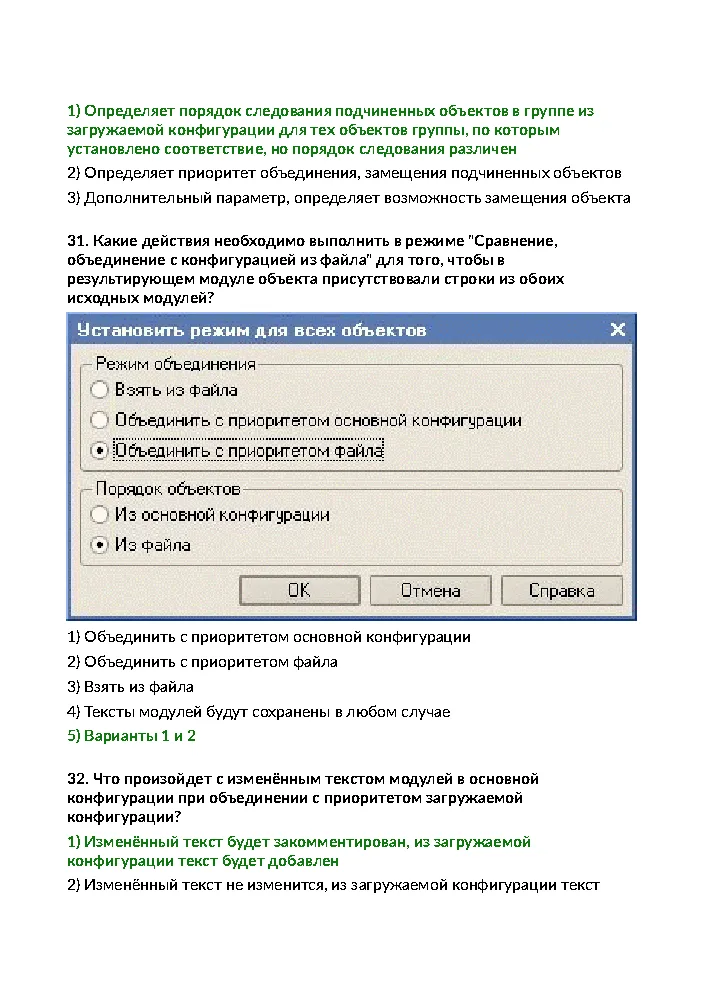 1) Определяет порядок следования подчиненных объектов в группе из
загружаемой конфигурации для тех объектов группы, по которым
установлено соответствие, но порядок следования различен
2) Определяет приоритет объединения, замещения подчиненных объектов
3) Дополнительный параметр, определяет возможность замещения объекта
31. Какие действия необходимо выполнить в режиме "Сравнение,
объединение с конфигурацией из файла" для того, чтобы в
результирующем модуле объекта присутствовали строки из обоих
исходных модулей?
Установить режим для всех объектов
Режим объединения
Взять из файла
Объединить с приоритетом основной конфигурации
Объединить с приоритетом файла
Порядок объектов
Из основной конфигурации
Из файла
OK Отмена Справка
1) Объединить с приоритетом основной конфигурации
2) Объединить с приоритетом файла
3) Взять из файла
4) Тексты модулей будут сохранены в любом случае
5) Варианты 1 и 2
32. Что произойдет с изменённым текстом модулей в основной
конфигурации при объединении с приоритетом загружаемой
конфигурации?
1) Изменённый текст будет закомментирован, из загружаемой
конфигурации текст будет добавлен
2) Изменённый текст не изменится, из загружаемой конфигурации текст